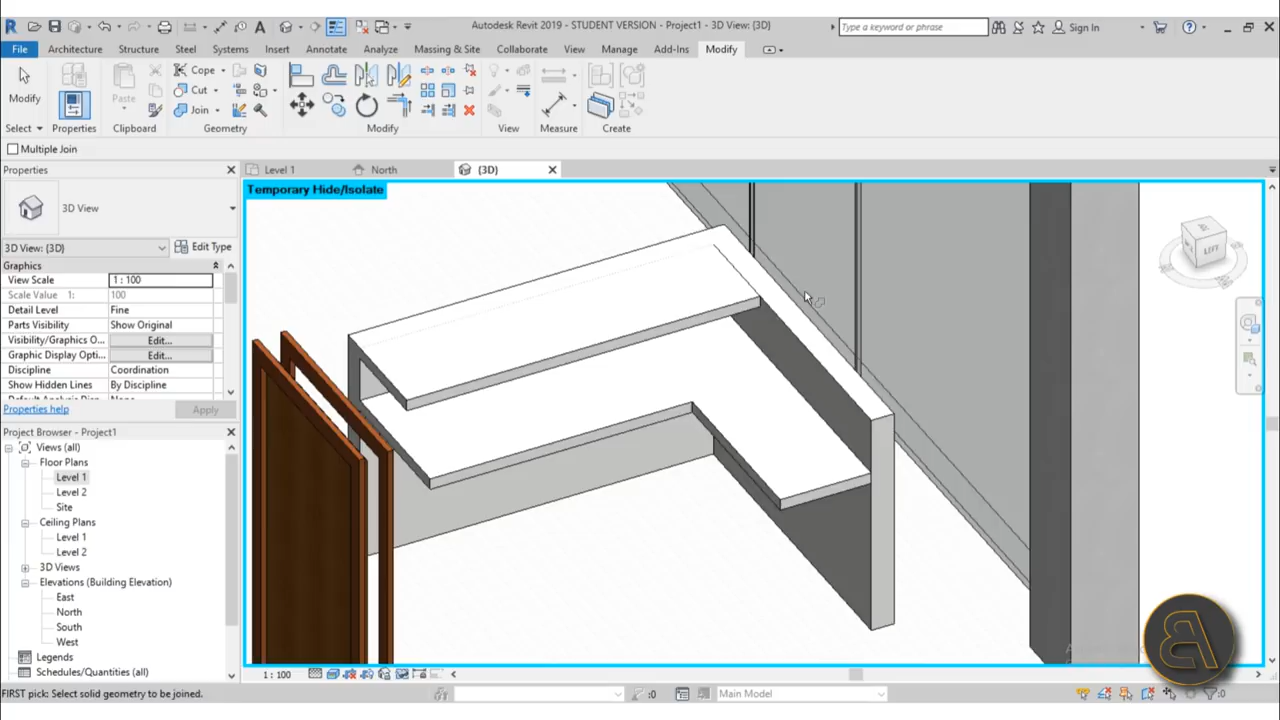 Autodesk Revit 2019 - STUDENT VERSION - Project1 - 3D View: {3D}
Type a keyword or phrase
Sign In
File Architecture Structure Steel Systems Insert Annotate Analyze Massing & Site Collaborate View Manage Add-Ins Modify
Cope
Cut
Modify Paste Join
Select Properties Clipboard Geometry Modify View Measure Create
Multiple Join
Properties
Level 1 North {3D}
Temporary Hide/Isolate
3D View
3D View: {3D} Edit Type
Graphics
View Scale 1 : 100
Scale Value 1: 100
Detail Level Fine
Parts Visibility Show Original
Visibility/Graphics O... Edit...
Graphic Display Opti... Edit...
Discipline Coordination
Show Hidden Lines By Discipline
Properties help Apply
Project Browser - Project1
Views (all)
Floor Plans
Level 1
Level 2
Site
Ceiling Plans
Level 1
Level 2
3D Views
Elevations (Building Elevation)
East
North
South
West
Legends
Schedules/Quantities (all)
LEFT
1 : 100
FIRST pick: Select solid geometry to be joined.
:0 Main Model :0